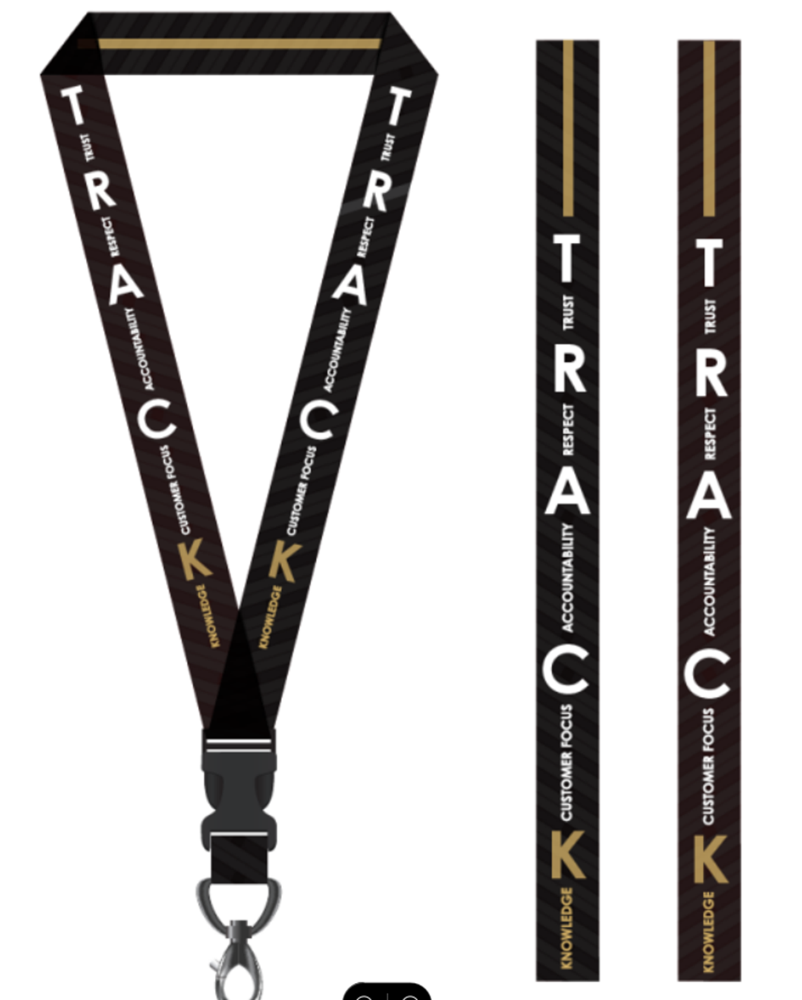 T
TRUST
R
RESPECT
A
ACCOUNTABILITY
C
CUSTOMER FOCUS
K
KNOWLEDGE
T
TRUST
R
RESPECT
A
ACCOUNTABILITY
C
CUSTOMER FOCUS
K
KNOWLEDGE
T
TRUST
R
RESPECT
A
ACCOUNTABILITY
C
CUSTOMER FOCUS
K
KNOWLEDGE
T
TRUST
R
RESPECT
A
ACCOUNTABILITY
C
CUSTOMER FOCUS
K
KNOWLEDGE